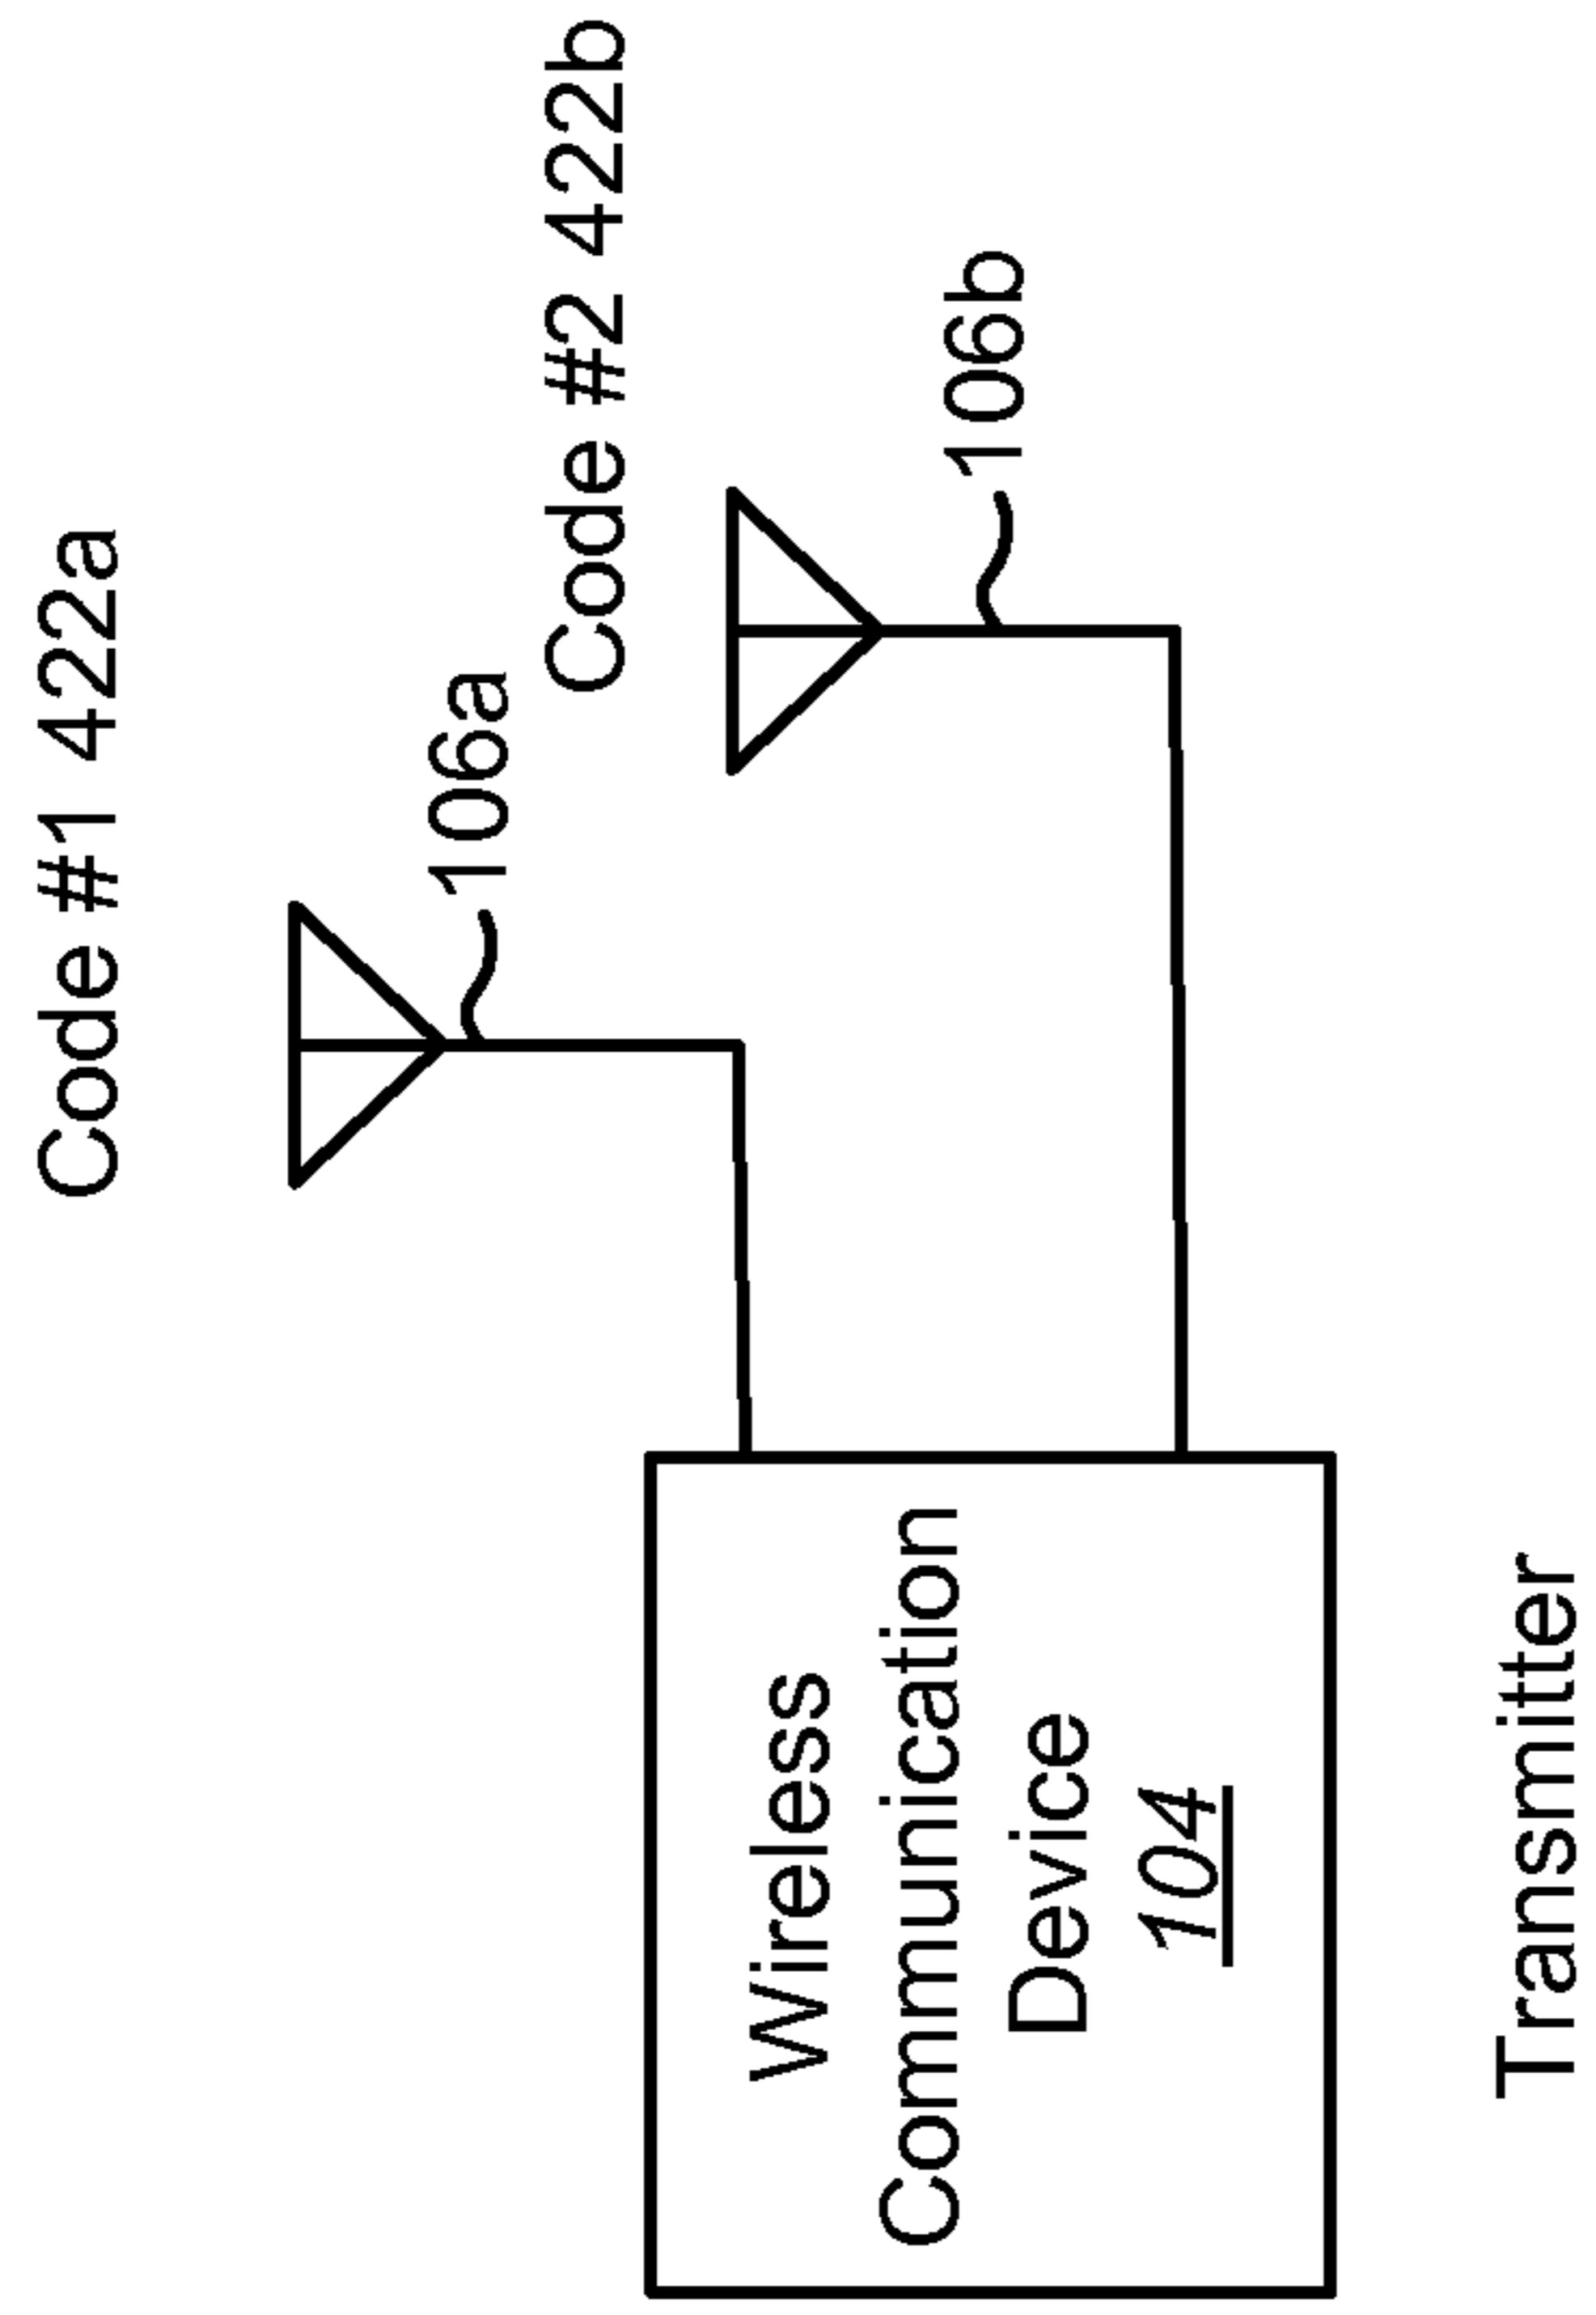 Code #1 422a
106a
Code #2 422b
106b
Wireless
Communication
Device
104
Transmitter